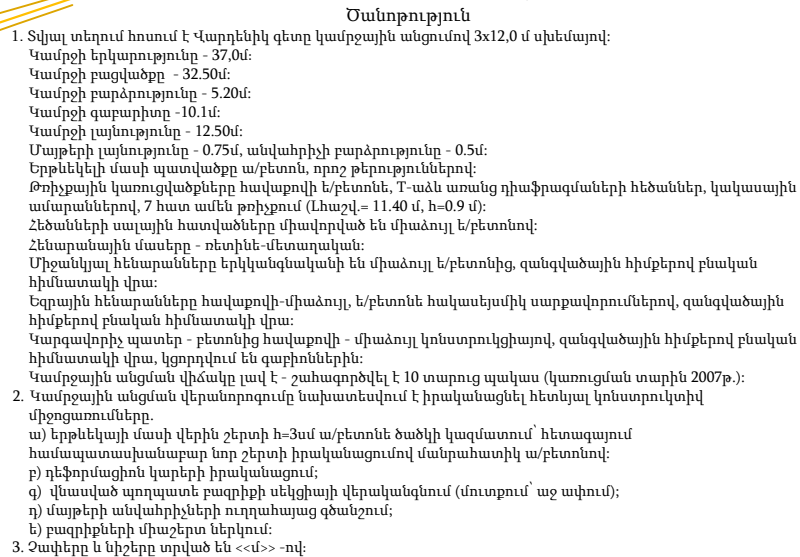 Ծանոթություն
1. Տվյալ տեղում հոսում է Վարդենիկ գետը կամրջային անցումով 3x12,0 մ սխեմայով:
Կամրջի երկարությունը - 37,0մ:
Կամրջի բացվածքը - 32.50մ:
Կամրջի բարձրությունը - 5.20մ:
Կամրջի գաբարիտը -10.1մ:
Կամրջի լայնությունը - 12.50մ:
Մայթերի լայնությունը - 0.75մ, անվահրիչի բարձրությունը - 0.5մ:
Երթևեկելի մասի պատվածքը ա/բետոն, որոշ թերություններով:
Թռիչքային կառուցվածքները հավաքովի ե/բետոնե, T-աձև առանց դիաֆրագմաների հեծաններ, կակասային
ամարաններով, 7 հատ ամեն թռիչքում (Lհաշվ.= 11.40 մ, h=0.9 մ):
Հեծանների սալային հատվածները միավորված են միաձույլ ե/բետոնով:
Հենարանային մասերը - ռետինե-մետաղական:
Միջանկյալ հենարանները երկկանգնականի են միաձույլ ե/բետոնից, զանգվածային հիմքերով բնական
հիմնատակի վրա:
Եզրային հենարանները հավաքովի-միաձույլ, ե/բետոնե հակասեյսմիկ սարքավորումներով, զանգվածային
հիմքերով բնական հիմնատակի վրա:
Կարգավորիչ պատեր - բետոնից հավաքովի - միաձույլ կոնստրուկցիայով, զանգվածային հիմքերով բնական
հիմնատակի վրա, կցորդվում են գաբիոններին:
Կամրջային անցման վիճակը լավ է - շահագործվել է 10 տարուց պակաս (կառուցման տարին 2007թ.):
2. Կամրջային անցման վերանորոգումը նախատեսվում է իրականացնել հետևյալ կոնստրուկտիվ
միջոցառումները.
ա) երթևեկայի մասի վերին շերտի h=3սմ ա/բետոնե ծածկի կազմատում՝ հետագայում
համապատասխանաբար նոր շերտի իրականացումով մանրահատիկ ա/բետոնով:
բ) դեֆորմացիոն կարերի իրականացում;
գ) վնասված պողպատե բազրիքի սեկցիայի վերականգնում (մուտքում՝ աջ ափում);
դ) մայթերի անվահրիչների ուղղահայաց գծանշում;
ե) բազրիքների միաշերտ ներկում:
3. Չափերը և նիշերը տրված են <<մ>> -ով: